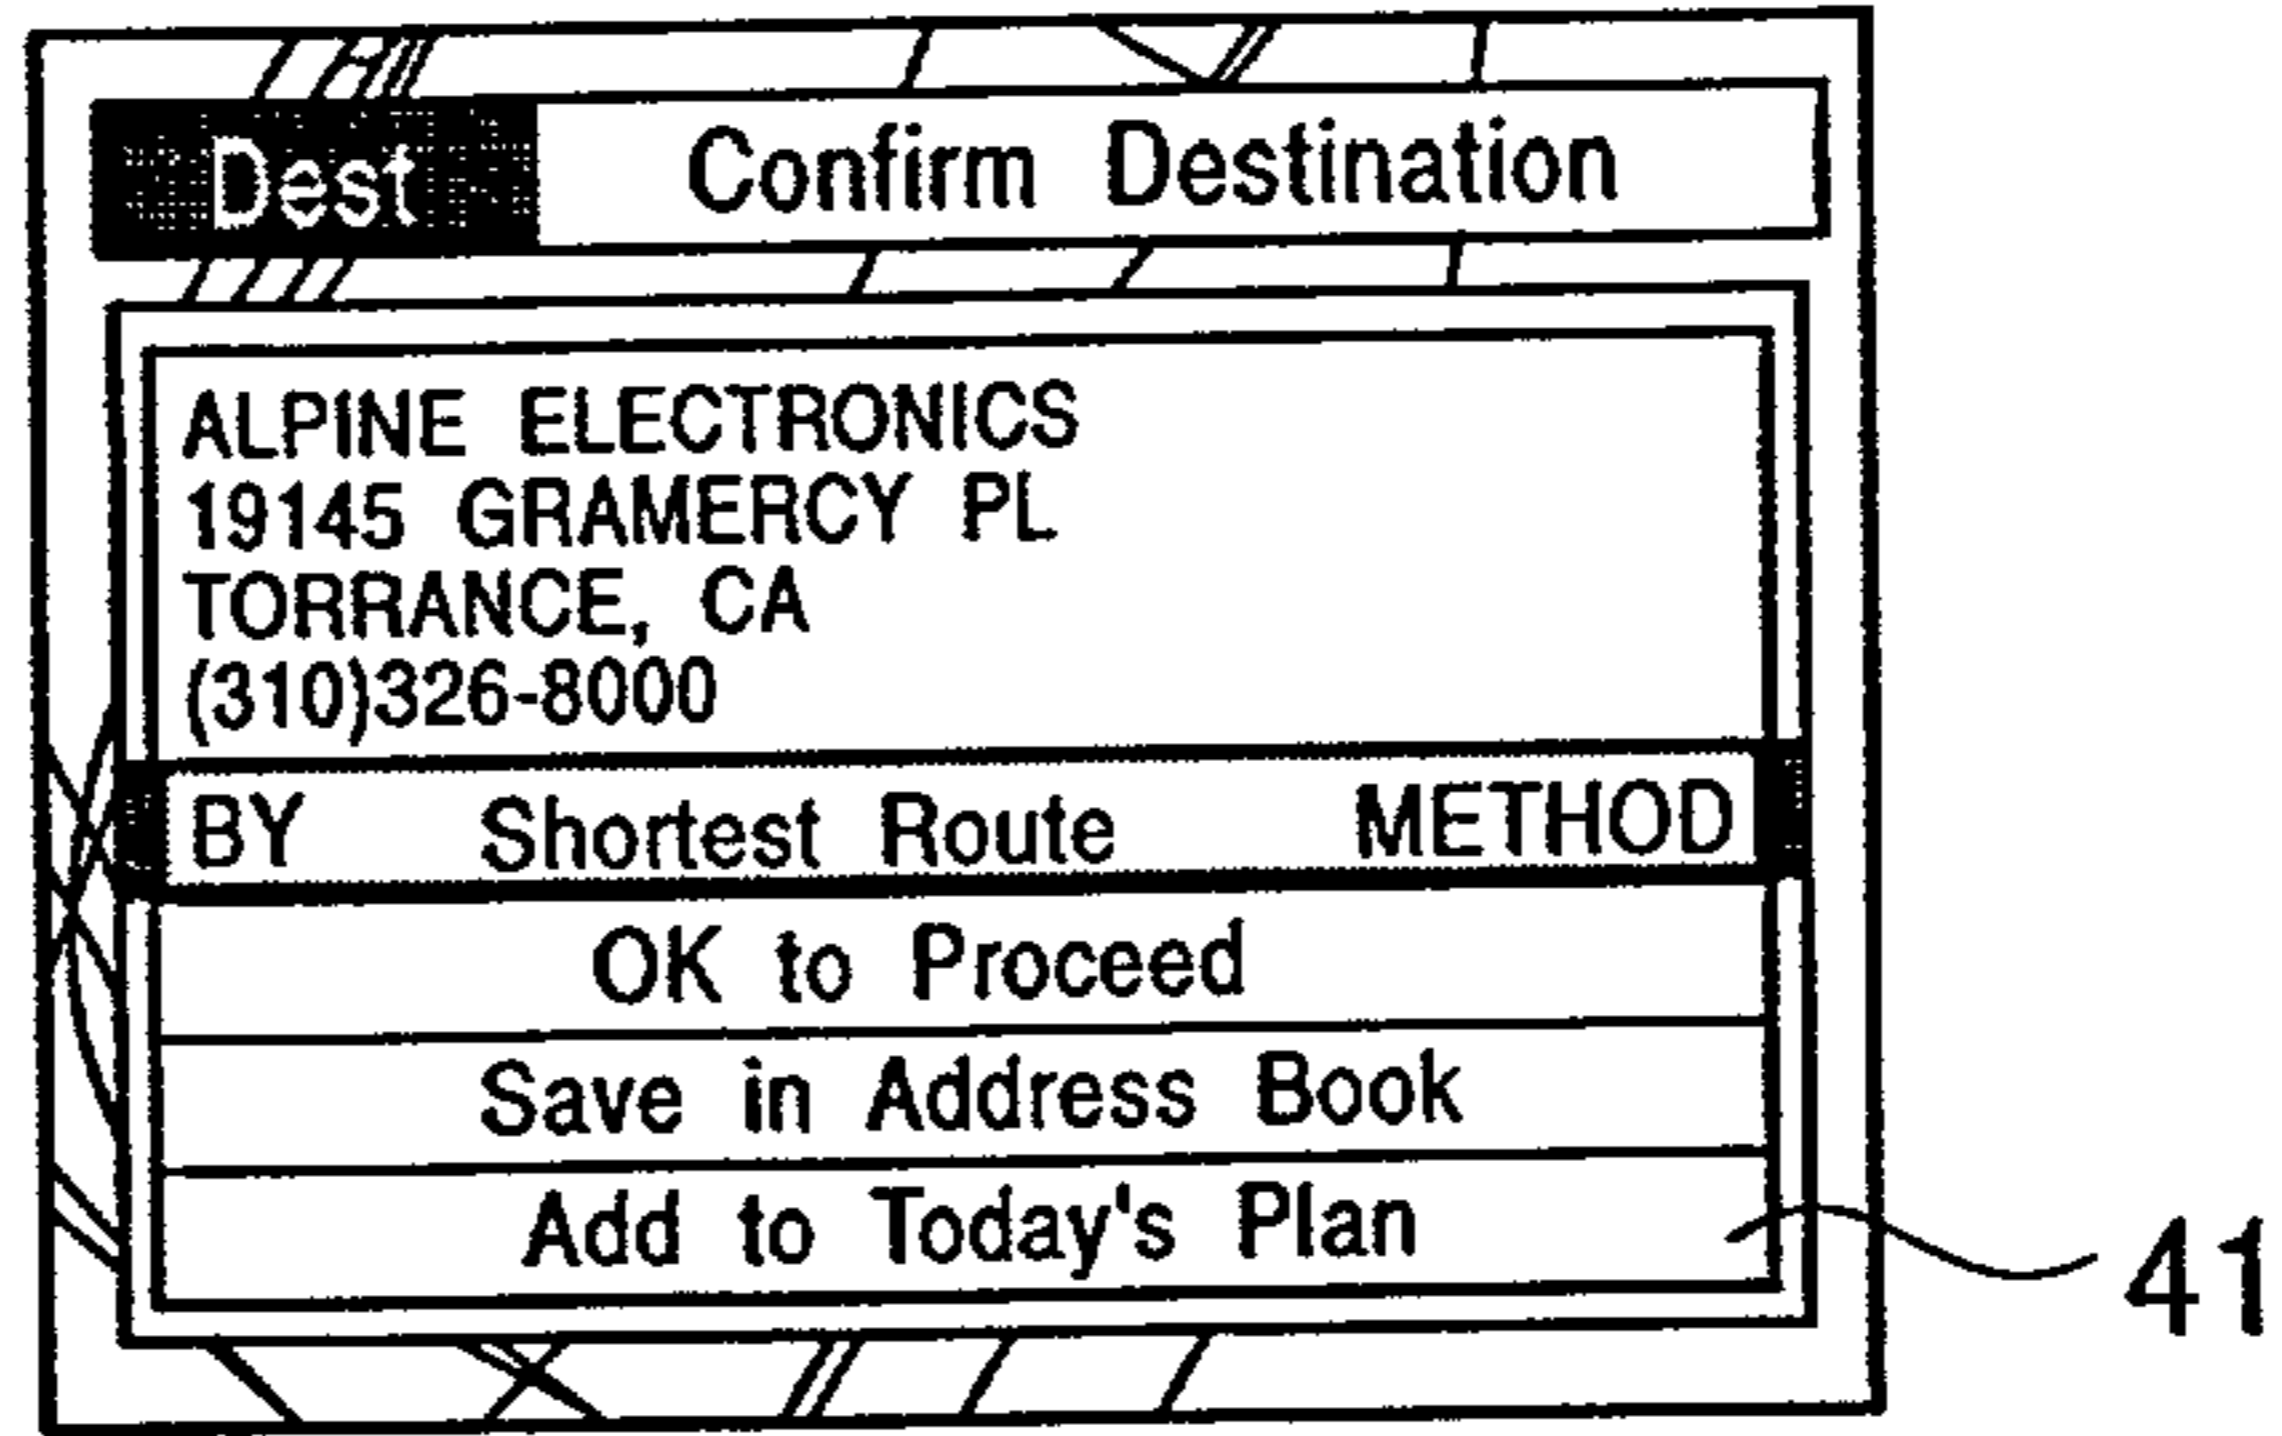 Dest Confirm Destination
ALPINE ELECTRONICS
19145 GRAMERCY PL
TORRANCE, CA
(310)326-8000
BY Shortest Route METHOD
OK to Proceed
Save in Address Book
Add to Today's Plan
41